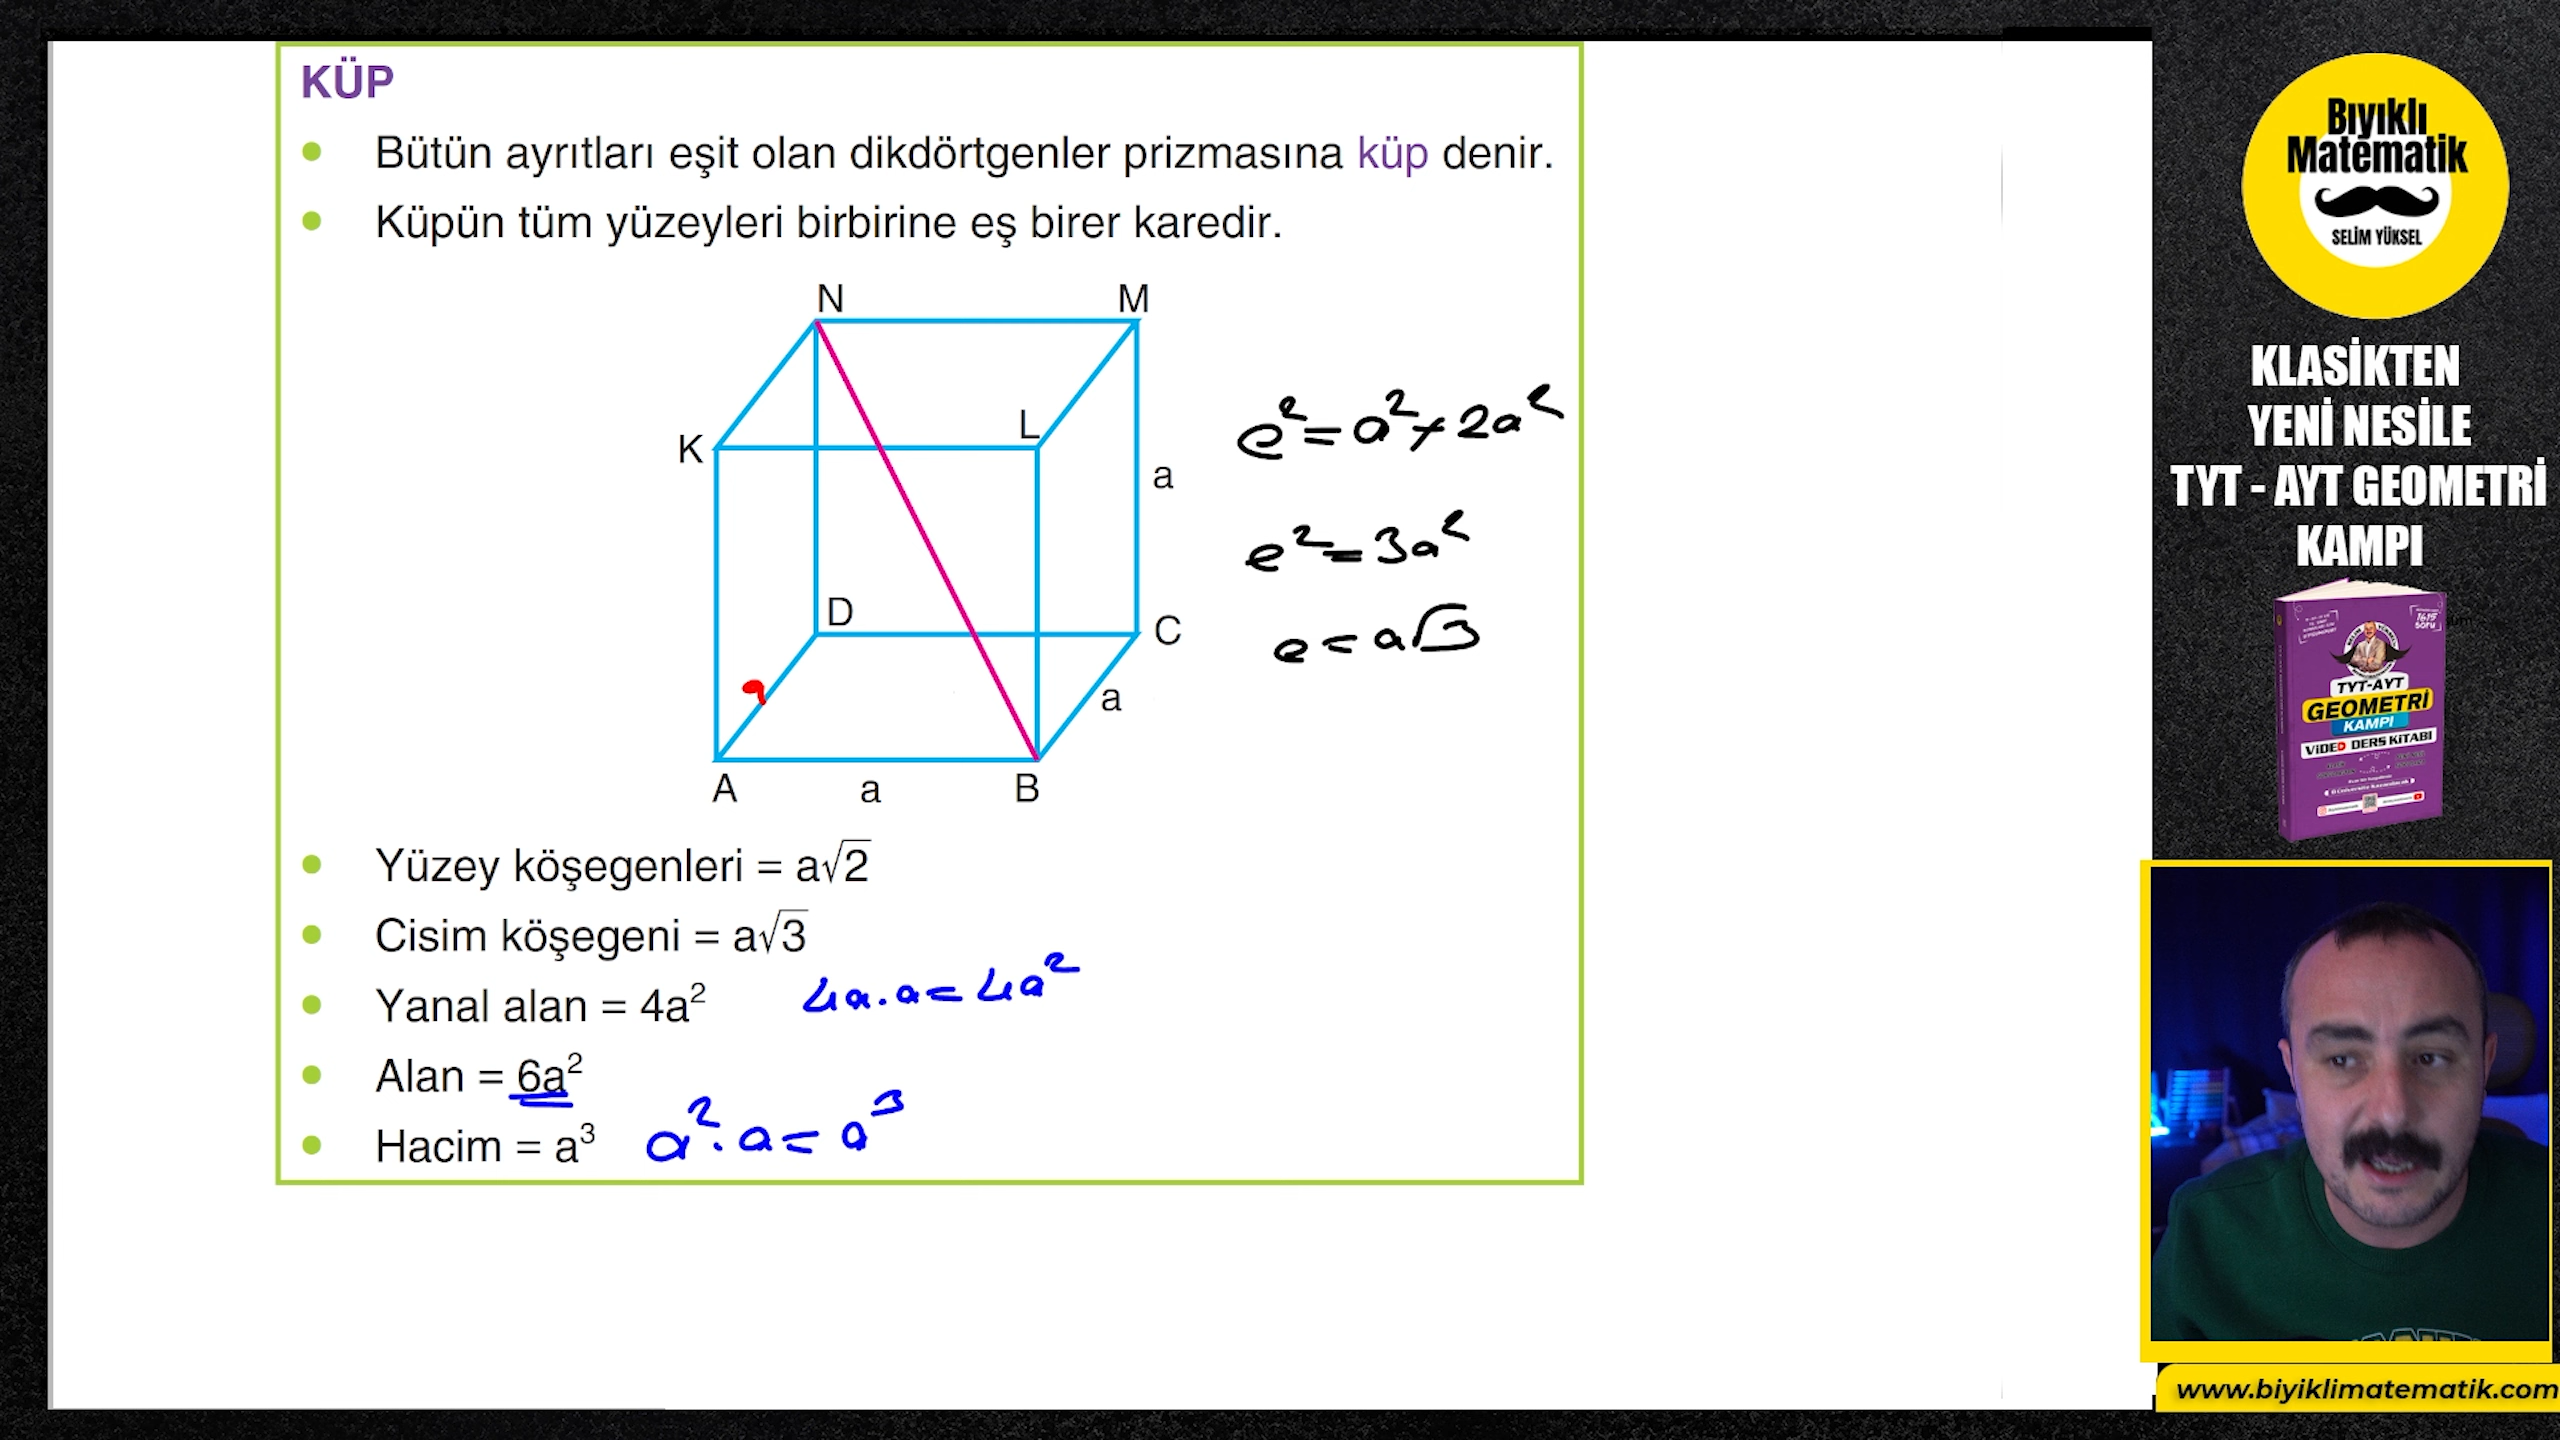 KÜP
Bütün ayrıtları eşit olan dikdörtgenler prizmasına küp denir.
Küpün tüm yüzeyleri birbirine eş birer karedir.
N
M
K
L
a
D
C
a
a
A
a
B
e²=a²+2a²
e²=3a²
e=a√3
Yüzey köşegenleri = a√2
Cisim köşegeni = a√3
Yanal alan = 4a² 4a.a=4a²
Alan = 6a²
Hacim = a³ a².a=a³
Bıyıklı
Matematik
SELİM YÜKSEL
KLASİKTEN
YENİ NESİLE
TYT - AYT GEOMETRİ
KAMPI
1615
soru
TYT-AYT
GEOMETRİ
KAMPI
VİDEO DERS KİTABI
www.biyiklimatematik.com